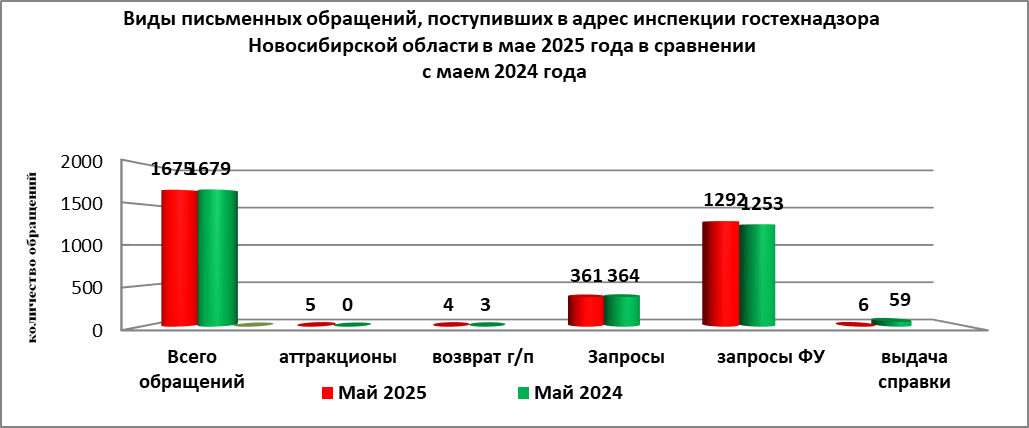 Виды письменных обращений, поступивших в адрес инспекции гостехнадзора
Новосибирской области в мае 2025 года в сравнении
с маем 2024 года
количество обращений
2000
1500
1000
500
0
1675 1679
5 0
4 3
361 364
1292 1253
6 59
Всего обращений
аттракционы
возврат г/п
Запросы
запросы ФУ
выдача справки
Май 2025
Май 2024